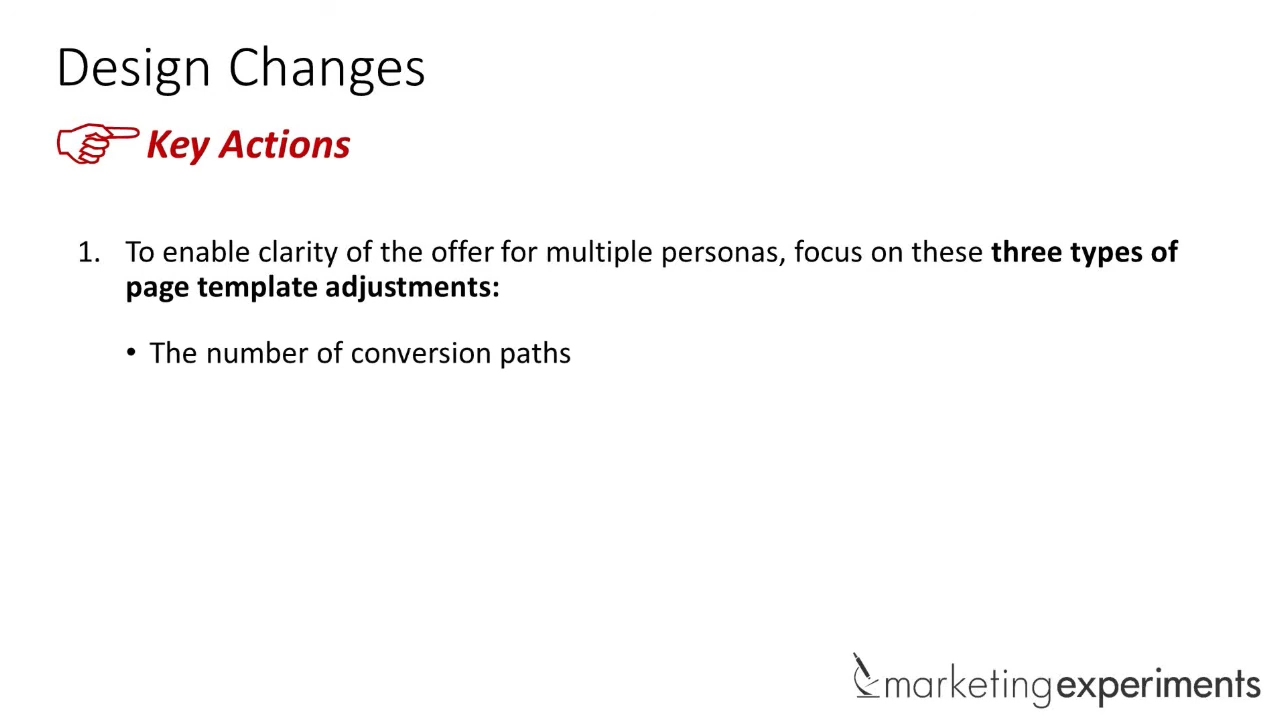 Design Changes
Key Actions
1. To enable clarity of the offer for multiple personas, focus on these three types of
page template adjustments:
• The number of conversion paths
marketingexperiments